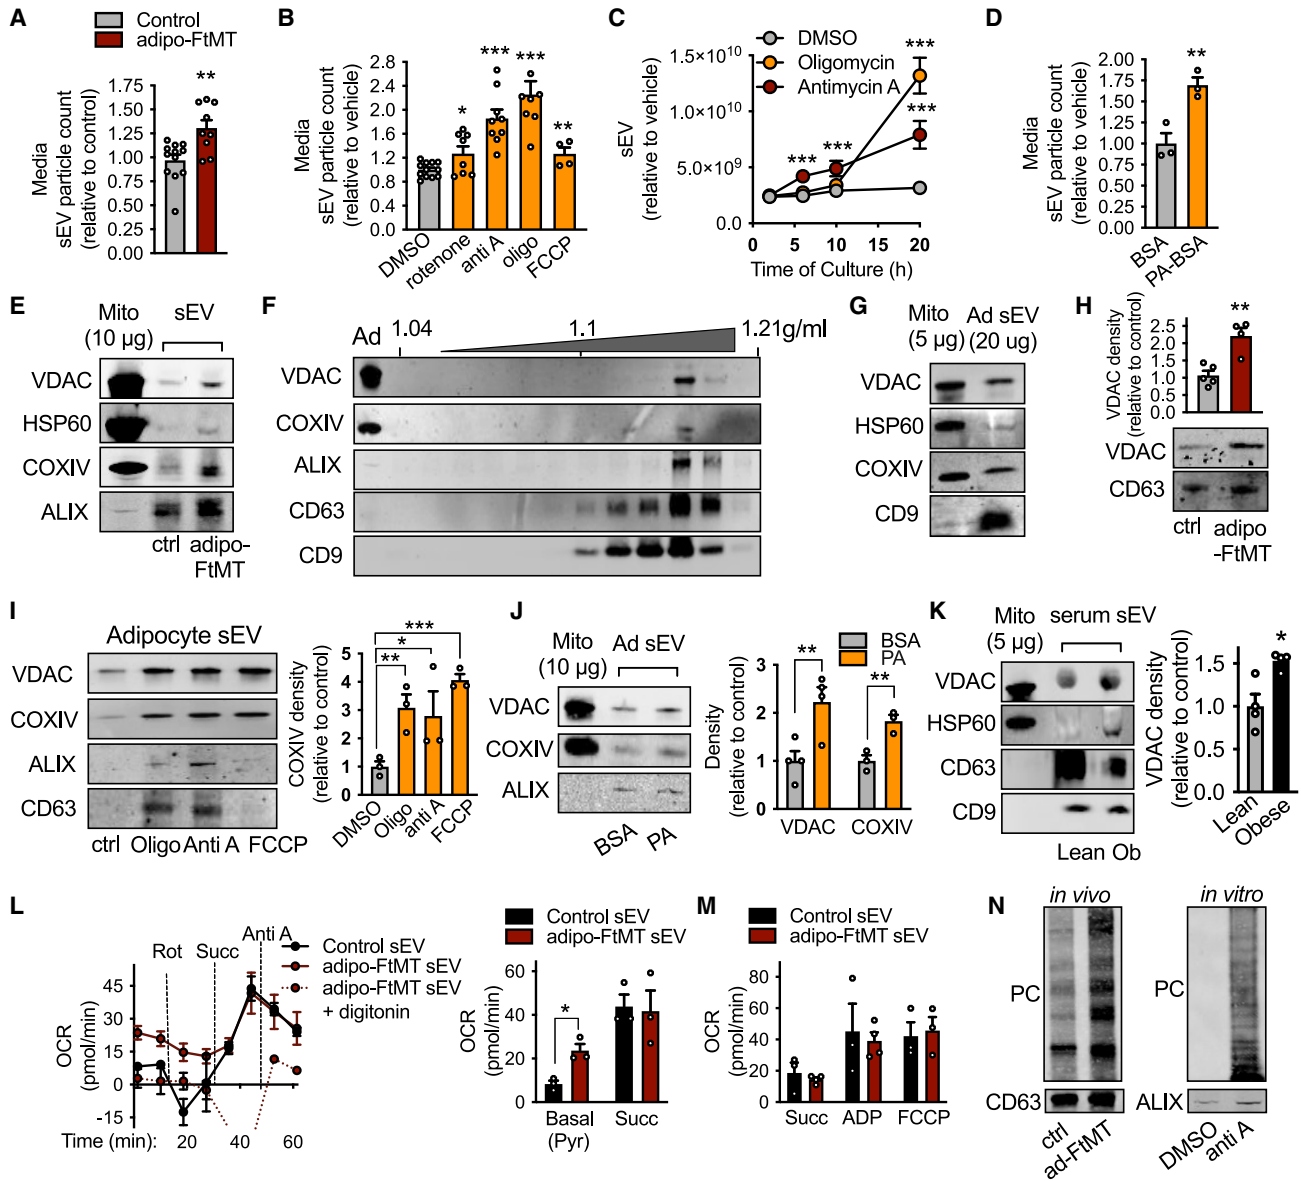 A
Control
adipo-FtMT
Media
sEV particle count
(relative to control)
1.75
1.50
1.25
1.00
0.75
0.50
0.25
0.00
**
B
Media
sEV particle count
(relative to vehicle)
2.8
2.4
2.0
1.6
1.2
0.8
0.4
0.0
*
***
***
**
DMSO
rotenone
anti A
oligo
FCCP
C
DMSO
Oligomycin
Antimycin A
sEV
(relative to vehicle)
1.5×10¹⁰
1.0×10¹⁰
5.0×10⁹
0.0
***
***
***
***
0 5 10 15 20
Time of Culture (h)
D
Media
sEV particle count
(relative to vehicle)
2.00
1.75
1.50
1.25
1.00
0.75
0.50
0.25
0.00
**
BSA
PA-BSA
E
Mito
(10 µg)
sEV
VDAC
HSP60
COXIV
ALIX
ctrl
adipo-
FtMT
F
Ad 1.04 1.1 1.21g/ml
VDAC
COXIV
ALIX
CD63
CD9
G
Mito
(5 µg)
Ad sEV
(20 ug)
VDAC
HSP60
COXIV
CD9
H
VDAC density
(relative to control)
2.5
2.0
1.5
1.0
0.5
0.0
**
VDAC
CD63
ctrl
adipo
-FtMT
I
Adipocyte sEV
VDAC
COXIV
ALIX
CD63
ctrl Oligo Anti A FCCP
COXIV density
(relative to control)
5
4
3
2
1
0
***
*
**
DMSO
Oligo
anti A
FCCP
J
Mito
(10 µg)
Ad sEV
VDAC
COXIV
ALIX
BSA
PA
BSA
PA
Density
(relative to control)
3
2
1
0
**
**
VDAC COXIV
K
Mito
(5 µg)
serum sEV
VDAC
HSP60
CD63
CD9
Lean Ob
VDAC density
(relative to control)
1.5
1.0
0.5
0.0
*
Lean
Obese
L
Rot Succ Anti A
Control sEV
adipo-FtMT sEV
adipo-FtMT sEV
+ digitonin
OCR
(pmol/min)
45
30
15
0
-15
Time (min): 20 40 60
Control sEV
adipo-FtMT sEV
OCR
(pmol/min)
60
40
20
0
*
Basal
(Pyr)
Succ
M
Control sEV
adipo-FtMT sEV
OCR
(pmol/min)
80
60
40
20
0
Succ ADP FCCP
N
in vivo
PC
CD63
ctrl
ad-FtMT
in vitro
PC
ALIX
DMSO
anti A